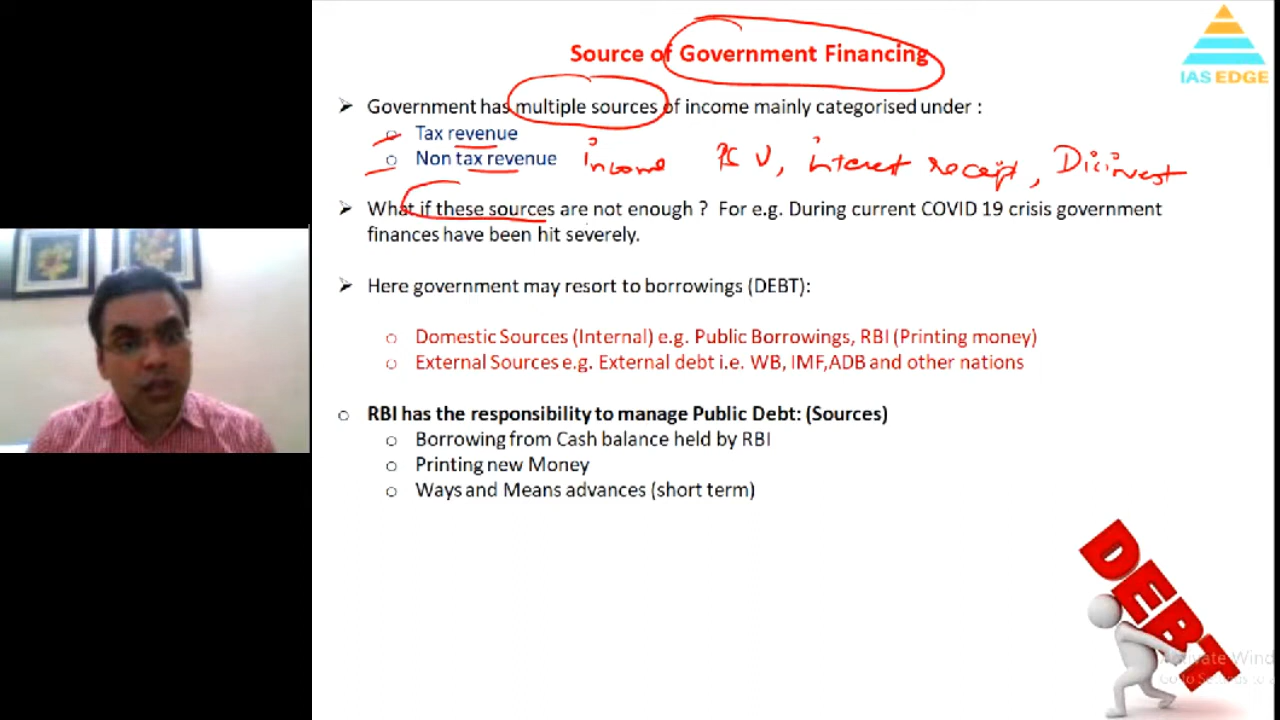 Source of Government Financing
IAS EDGE
Government has multiple sources of income mainly categorised under :
Tax revenue
Non tax revenue income interest receipt, Dicinvest
What if these sources are not enough ? For e.g. During current COVID 19 crisis government
finances have been hit severely.
Here government may resort to borrowings (DEBT):
Domestic Sources (Internal) e.g. Public Borrowings, RBI (Printing money)
External Sources e.g. External debt i.e. WB, IMF,ADB and other nations
RBI has the responsibility to manage Public Debt: (Sources)
Borrowing from Cash balance held by RBI
Printing new Money
Ways and Means advances (short term)
DEBT